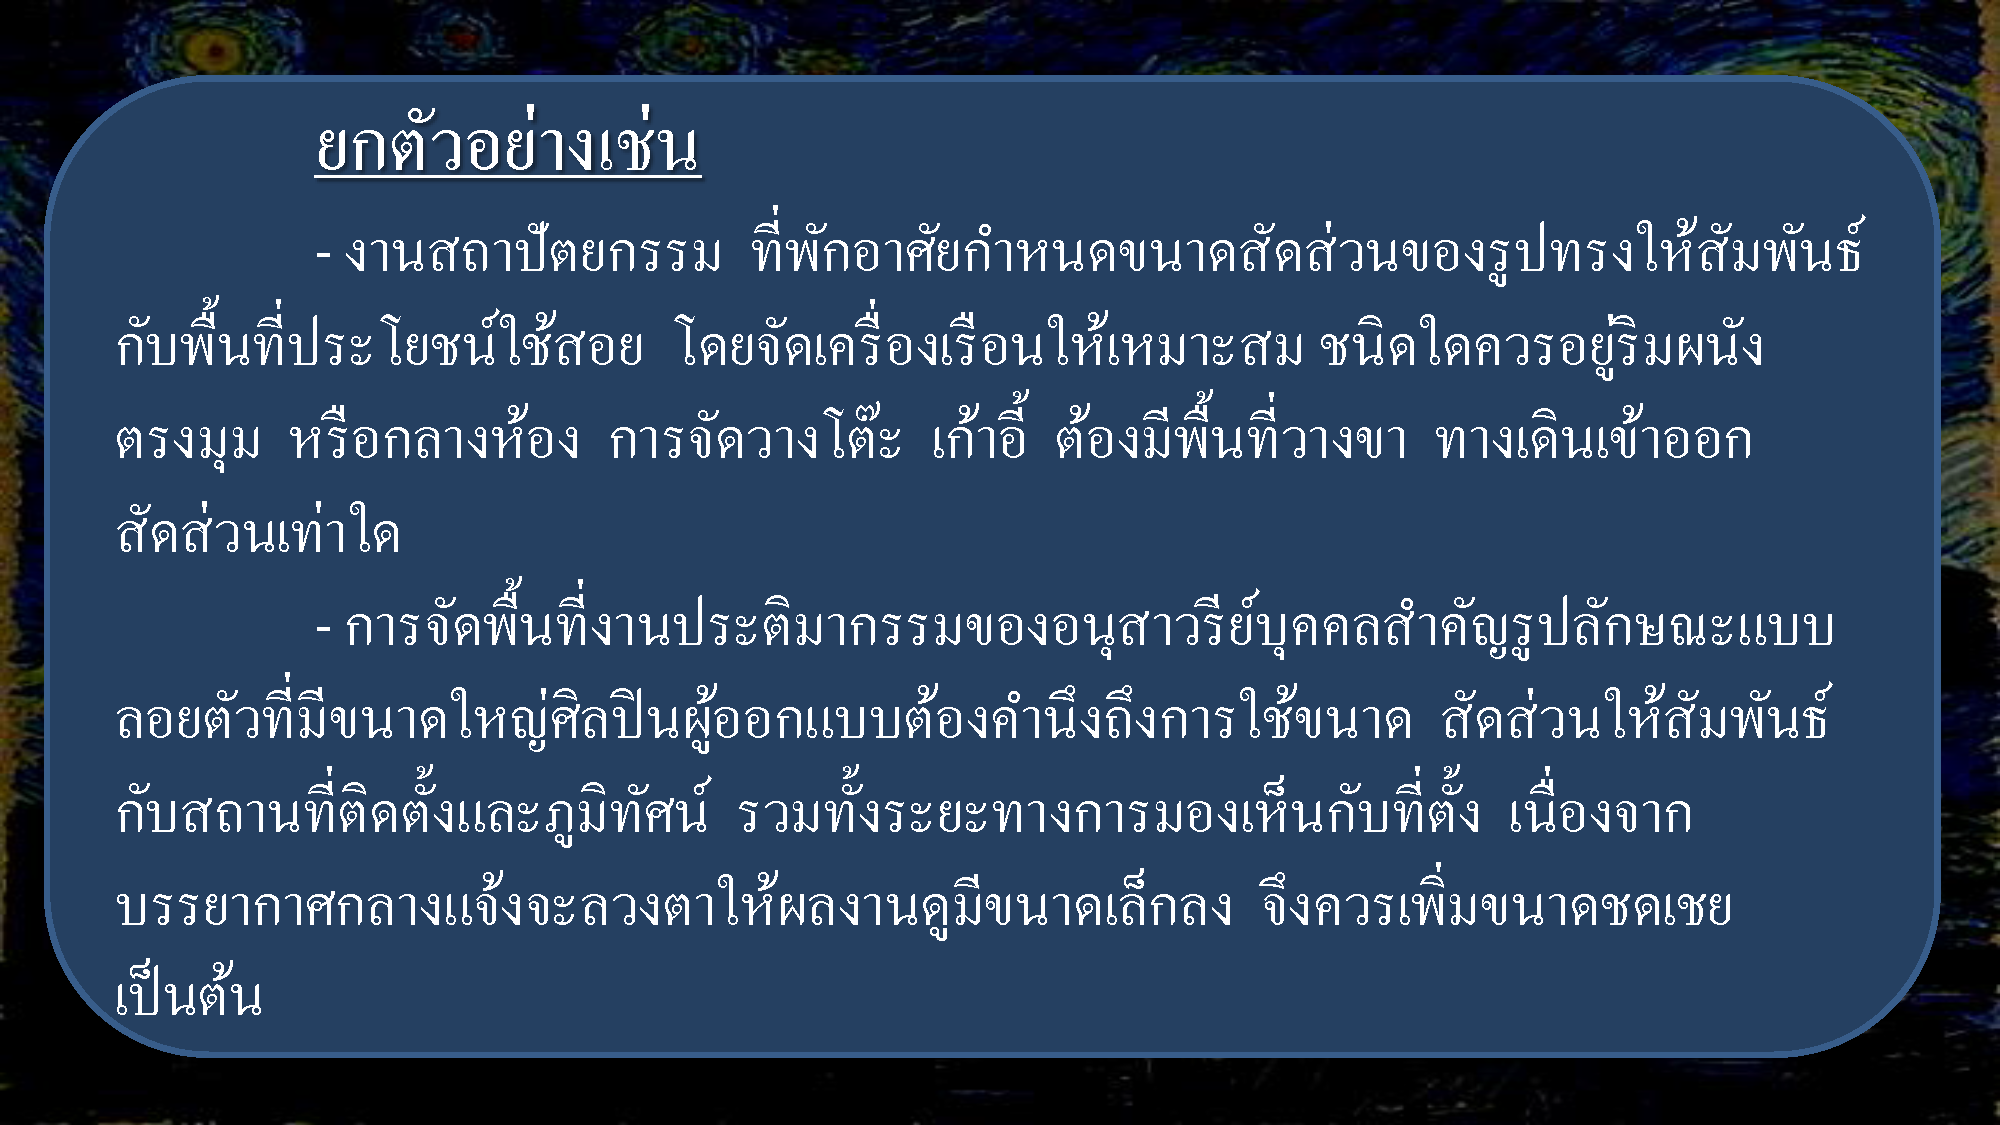 ยกตัวอย่างเช่น
- งานสถาปัตยกรรม ที่พักอาศัยกำหนดขนาดสัดส่วนของรูปทรงให้สัมพันธ์
กับพื้นที่ประโยชน์ใช้สอย โดยจัดเครื่องเรือนให้เหมาะสม ชนิดใดควรอยู่ริมผนัง
ตรงมุม หรือกลางห้อง การจัดวางโต๊ะ เก้าอี้ ต้องมีพื้นที่วางขา ทางเดินเข้าออก
สัดส่วนเท่าใด
- การจัดพื้นที่งานประติมากรรมของอนุสาวรีย์บุคคลสำคัญรูปลักษณะแบบ
ลอยตัวที่มีขนาดใหญ่ศิลปินผู้ออกแบบต้องคำนึงถึงการใช้ขนาด สัดส่วนให้สัมพันธ์
กับสถานที่ติดตั้งและภูมิทัศน์ รวมทั้งระยะทางการมองเห็นกับที่ตั้ง เนื่องจาก
บรรยากาศกลางแจ้งจะลวงตาให้ผลงานดูมีขนาดเล็กลง จึงควรเพิ่มขนาดชดเชย
เป็นต้น